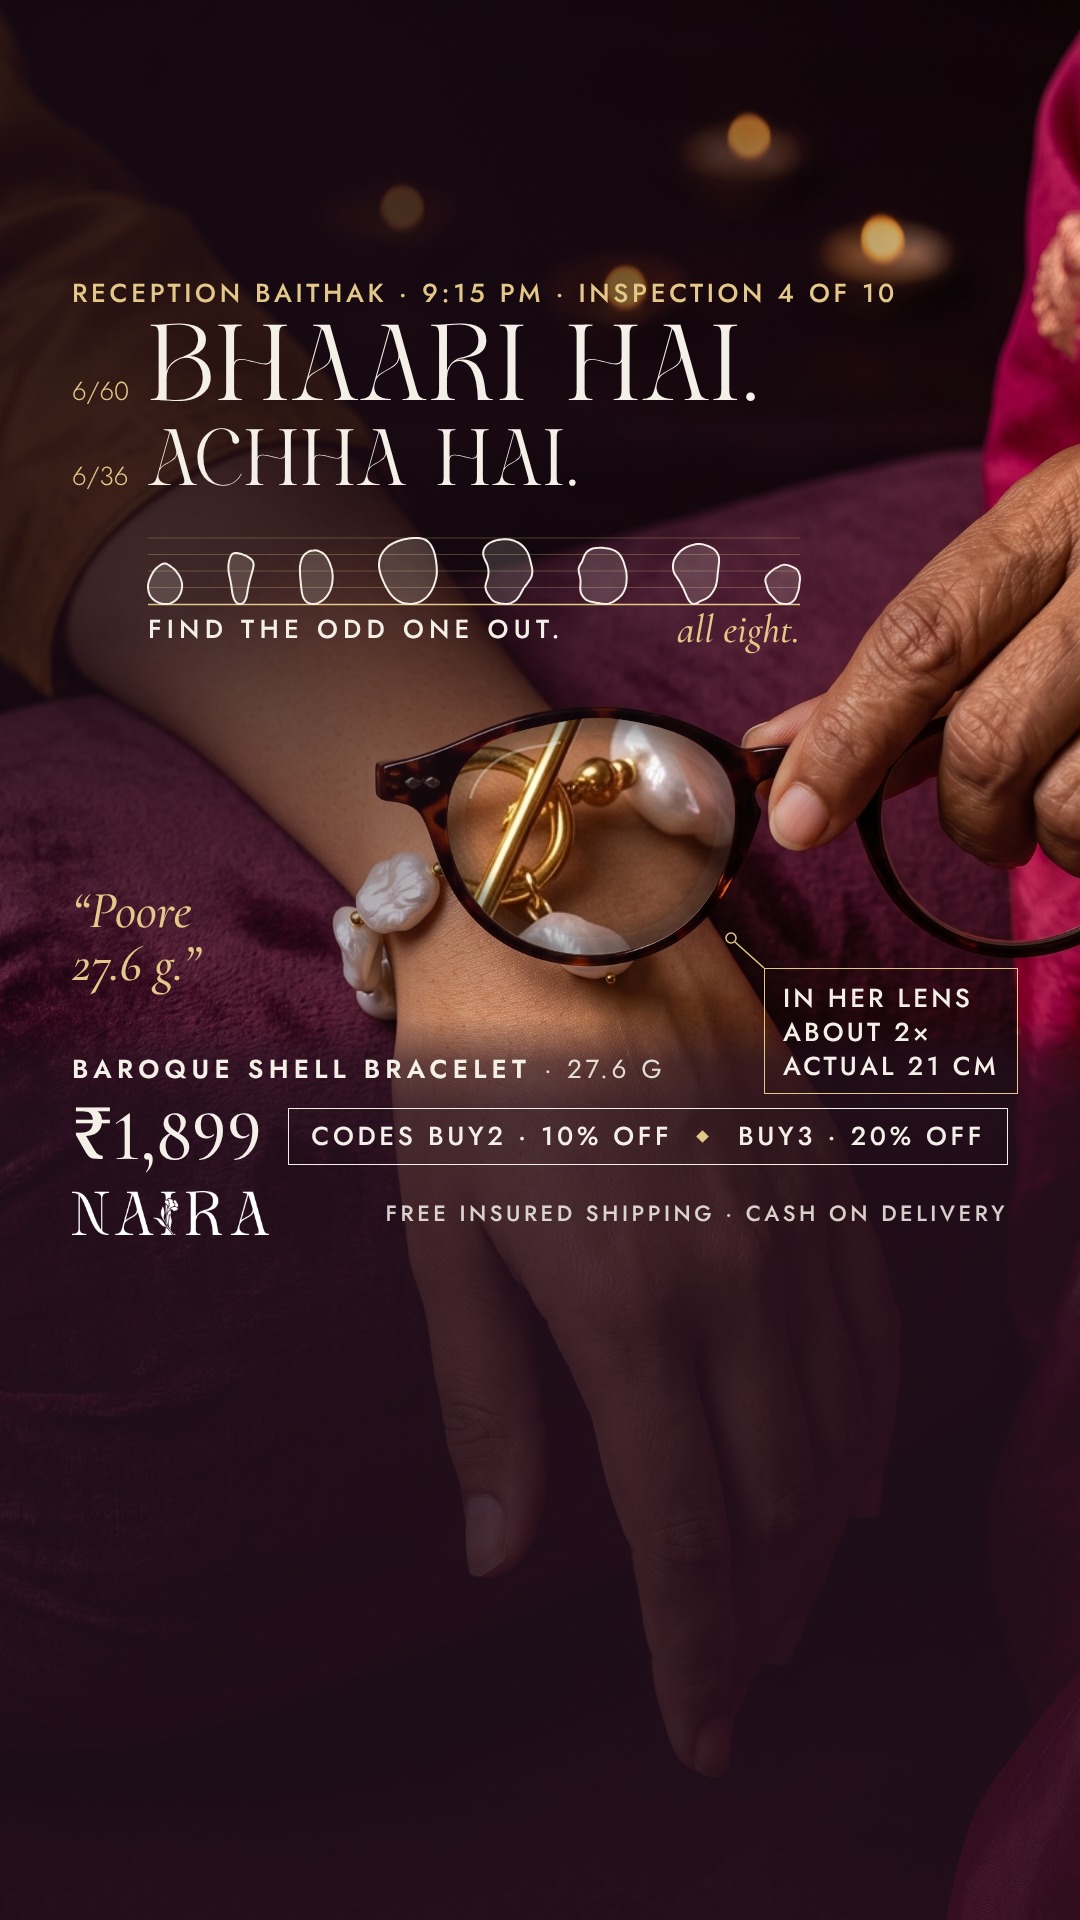 RECEPTION BAITHAK · 9:15 PM · INSPECTION 4 OF 10
6/60 BHAARI HAI.
6/36 ACHHA HAI.
FIND THE ODD ONE OUT. all eight.
“Poore
27.6 g.”
IN HER LENS
ABOUT 2×
ACTUAL 21 CM
BAROQUE SHELL BRACELET · 27.6 G
₹1,899 CODES BUY2 · 10% OFF ◆ BUY3 · 20% OFF
NAIRA FREE INSURED SHIPPING · CASH ON DELIVERY